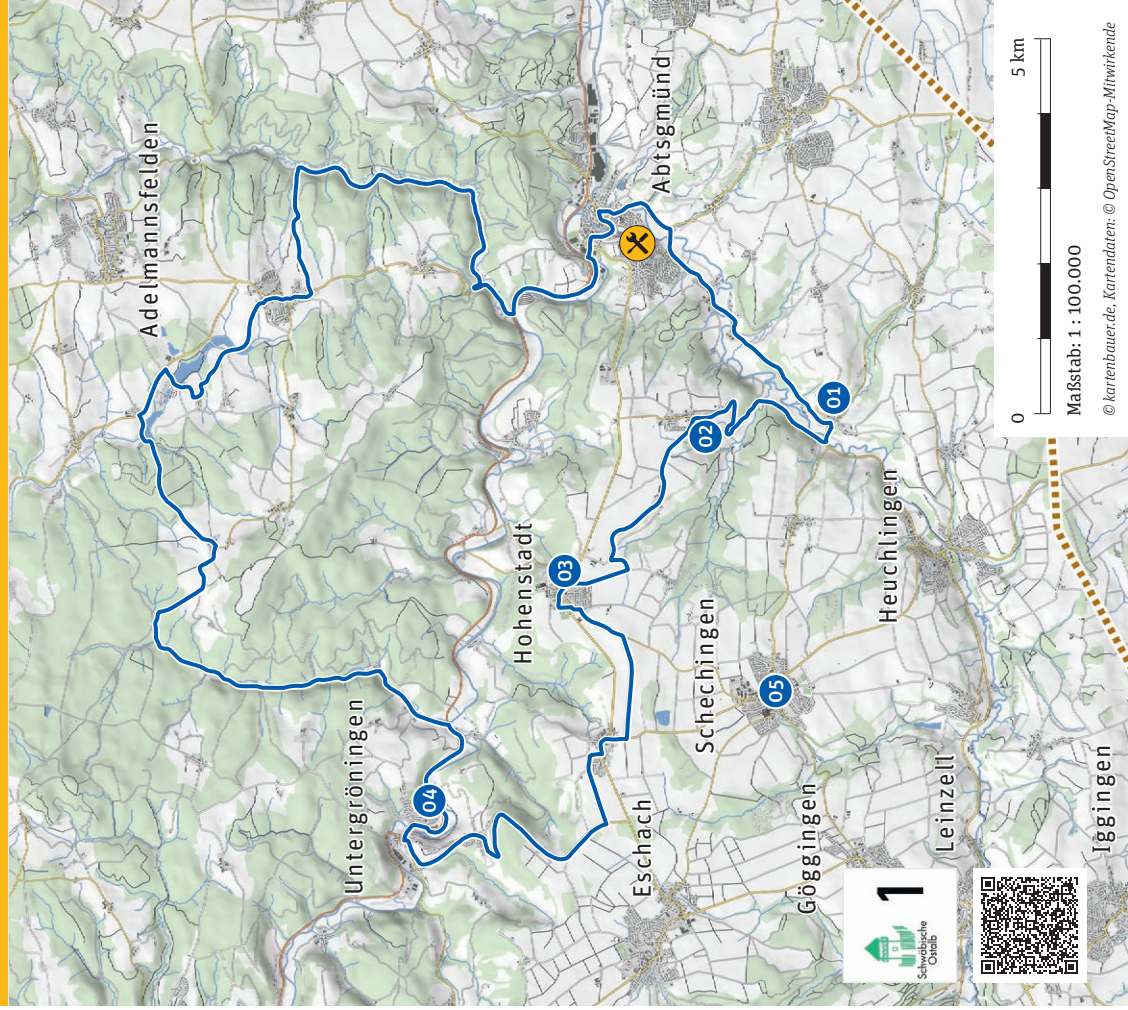 Adelmannsfelden
Abtsgmünd
Untergröningen
Hohenstadt
Eschach
Schechingen
Göggingen
Heuchlingen
Leinzell
Iggingen
01
02
03
04
05
Schwäbische
Ostalb
1
0
5 km
Maßstab: 1 : 100.000
© kartenbauer.de, Kartendaten: © OpenStreetMap-Mitwirkende